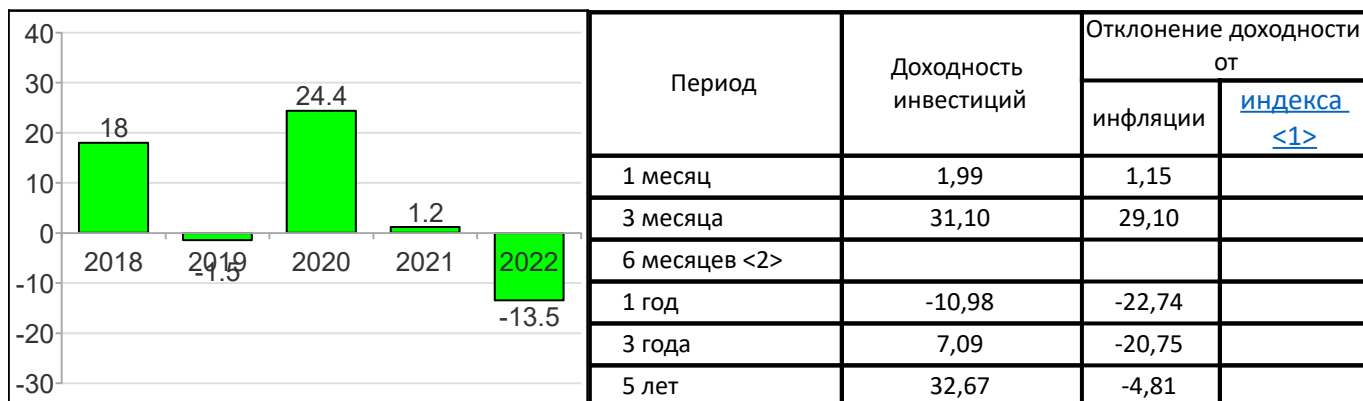 40
30
20
10
0
-10
-20
-30
18
-1.5
24.4
1.2
-13.5
2018
2019
2020
2021
2022
Период
Доходность
инвестиций
Отклонение доходности
от
инфляции
индекса
<1>
1 месяц 1,99 1,15
3 месяца 31,10 29,10
6 месяцев <2>
1 год -10,98 -22,74
3 года 7,09 -20,75
5 лет 32,67 -4,81